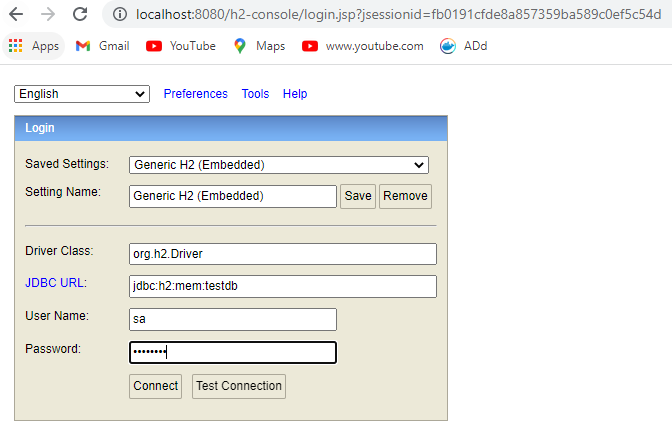 localhost:8080/h2-console/login.jsp?jsessionid=fb0191cfde8a857359ba589c0ef5c54d
Apps Gmail YouTube Maps www.youtube.com ADd
English Preferences Tools Help
Login
Saved Settings: Generic H2 (Embedded)
Setting Name: Generic H2 (Embedded) Save Remove
Driver Class: org.h2.Driver
JDBC URL: jdbc:h2:mem:testdb
User Name: sa
Password: ••••••••
Connect Test Connection